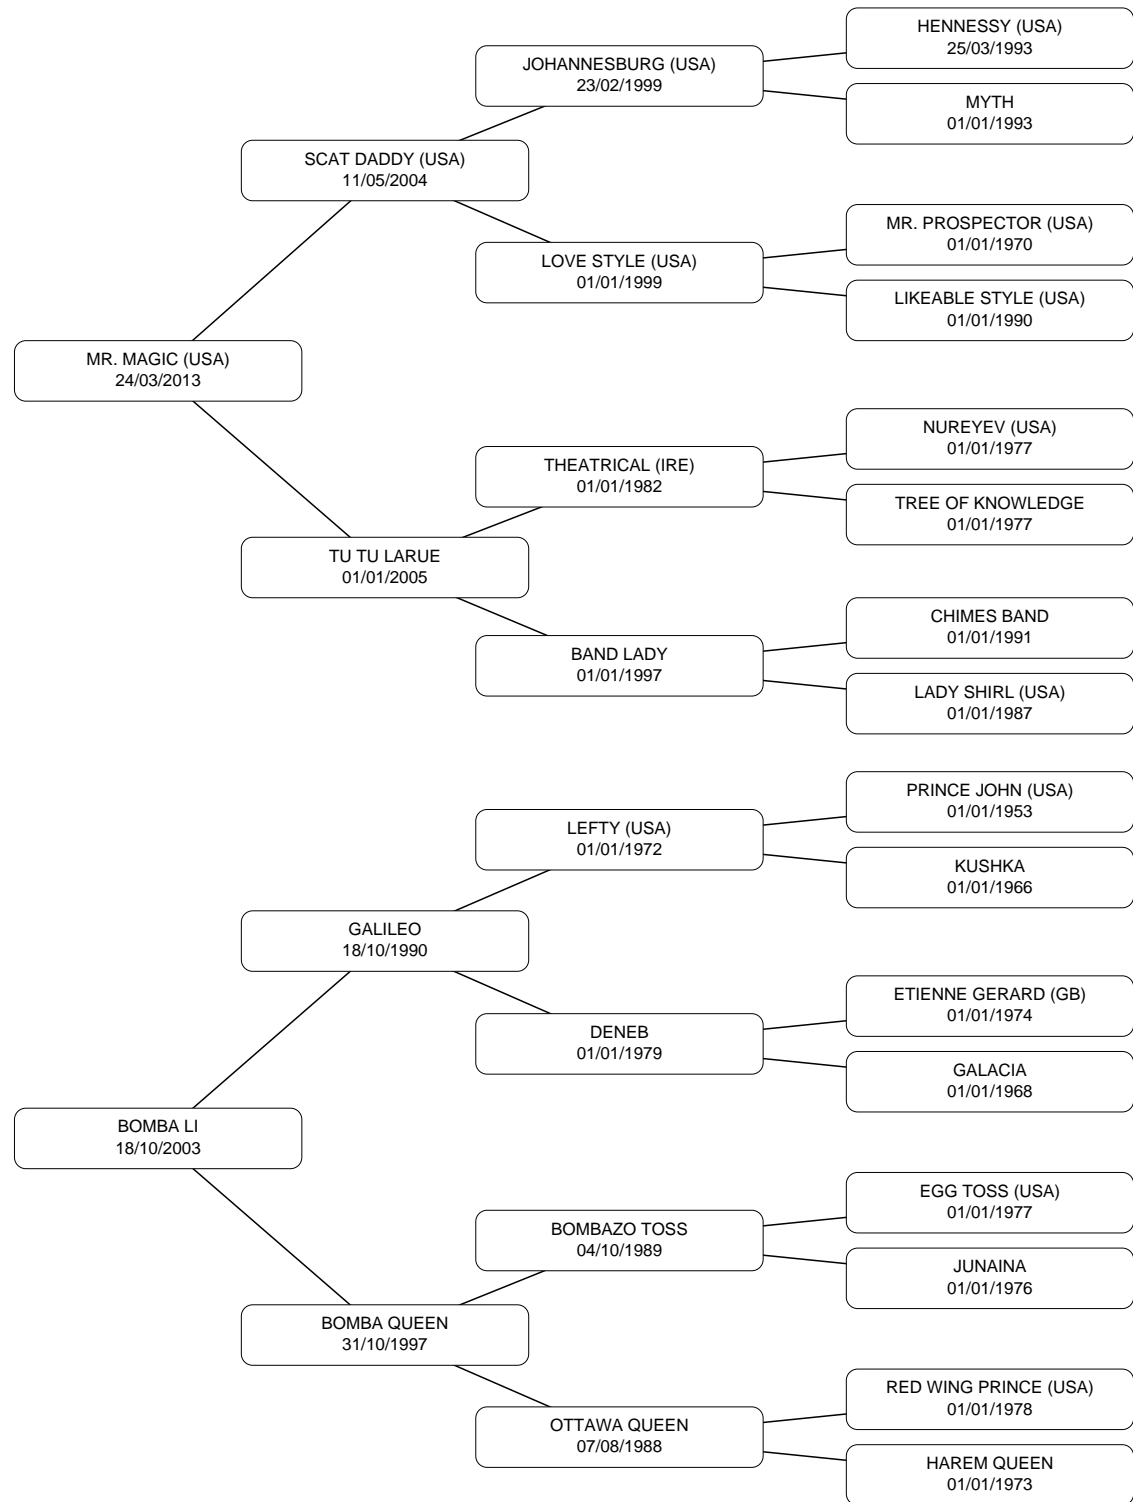 HENNESSY (USA)
25/03/1993
JOHANNESBURG (USA)
23/02/1999
MYTH
01/01/1993
SCAT DADDY (USA)
11/05/2004
MR. PROSPECTOR (USA)
01/01/1970
LOVE STYLE (USA)
01/01/1999
LIKEABLE STYLE (USA)
01/01/1990
MR. MAGIC (USA)
24/03/2013
NUREYEV (USA)
01/01/1977
THEATRICAL (IRE)
01/01/1982
TREE OF KNOWLEDGE
01/01/1977
TU TU LARUE
01/01/2005
CHIMES BAND
01/01/1991
BAND LADY
01/01/1997
LADY SHIRL (USA)
01/01/1987
PRINCE JOHN (USA)
01/01/1953
LEFTY (USA)
01/01/1972
KUSHKA
01/01/1966
GALILEO
18/10/1990
ETIENNE GERARD (GB)
01/01/1974
DENEB
01/01/1979
GALACIA
01/01/1968
BOMBA LI
18/10/2003
EGG TOSS (USA)
01/01/1977
BOMBAZO TOSS
04/10/1989
JUNAINA
01/01/1976
BOMBA QUEEN
31/10/1997
RED WING PRINCE (USA)
01/01/1978
OTTAWA QUEEN
07/08/1988
HAREM QUEEN
01/01/1973